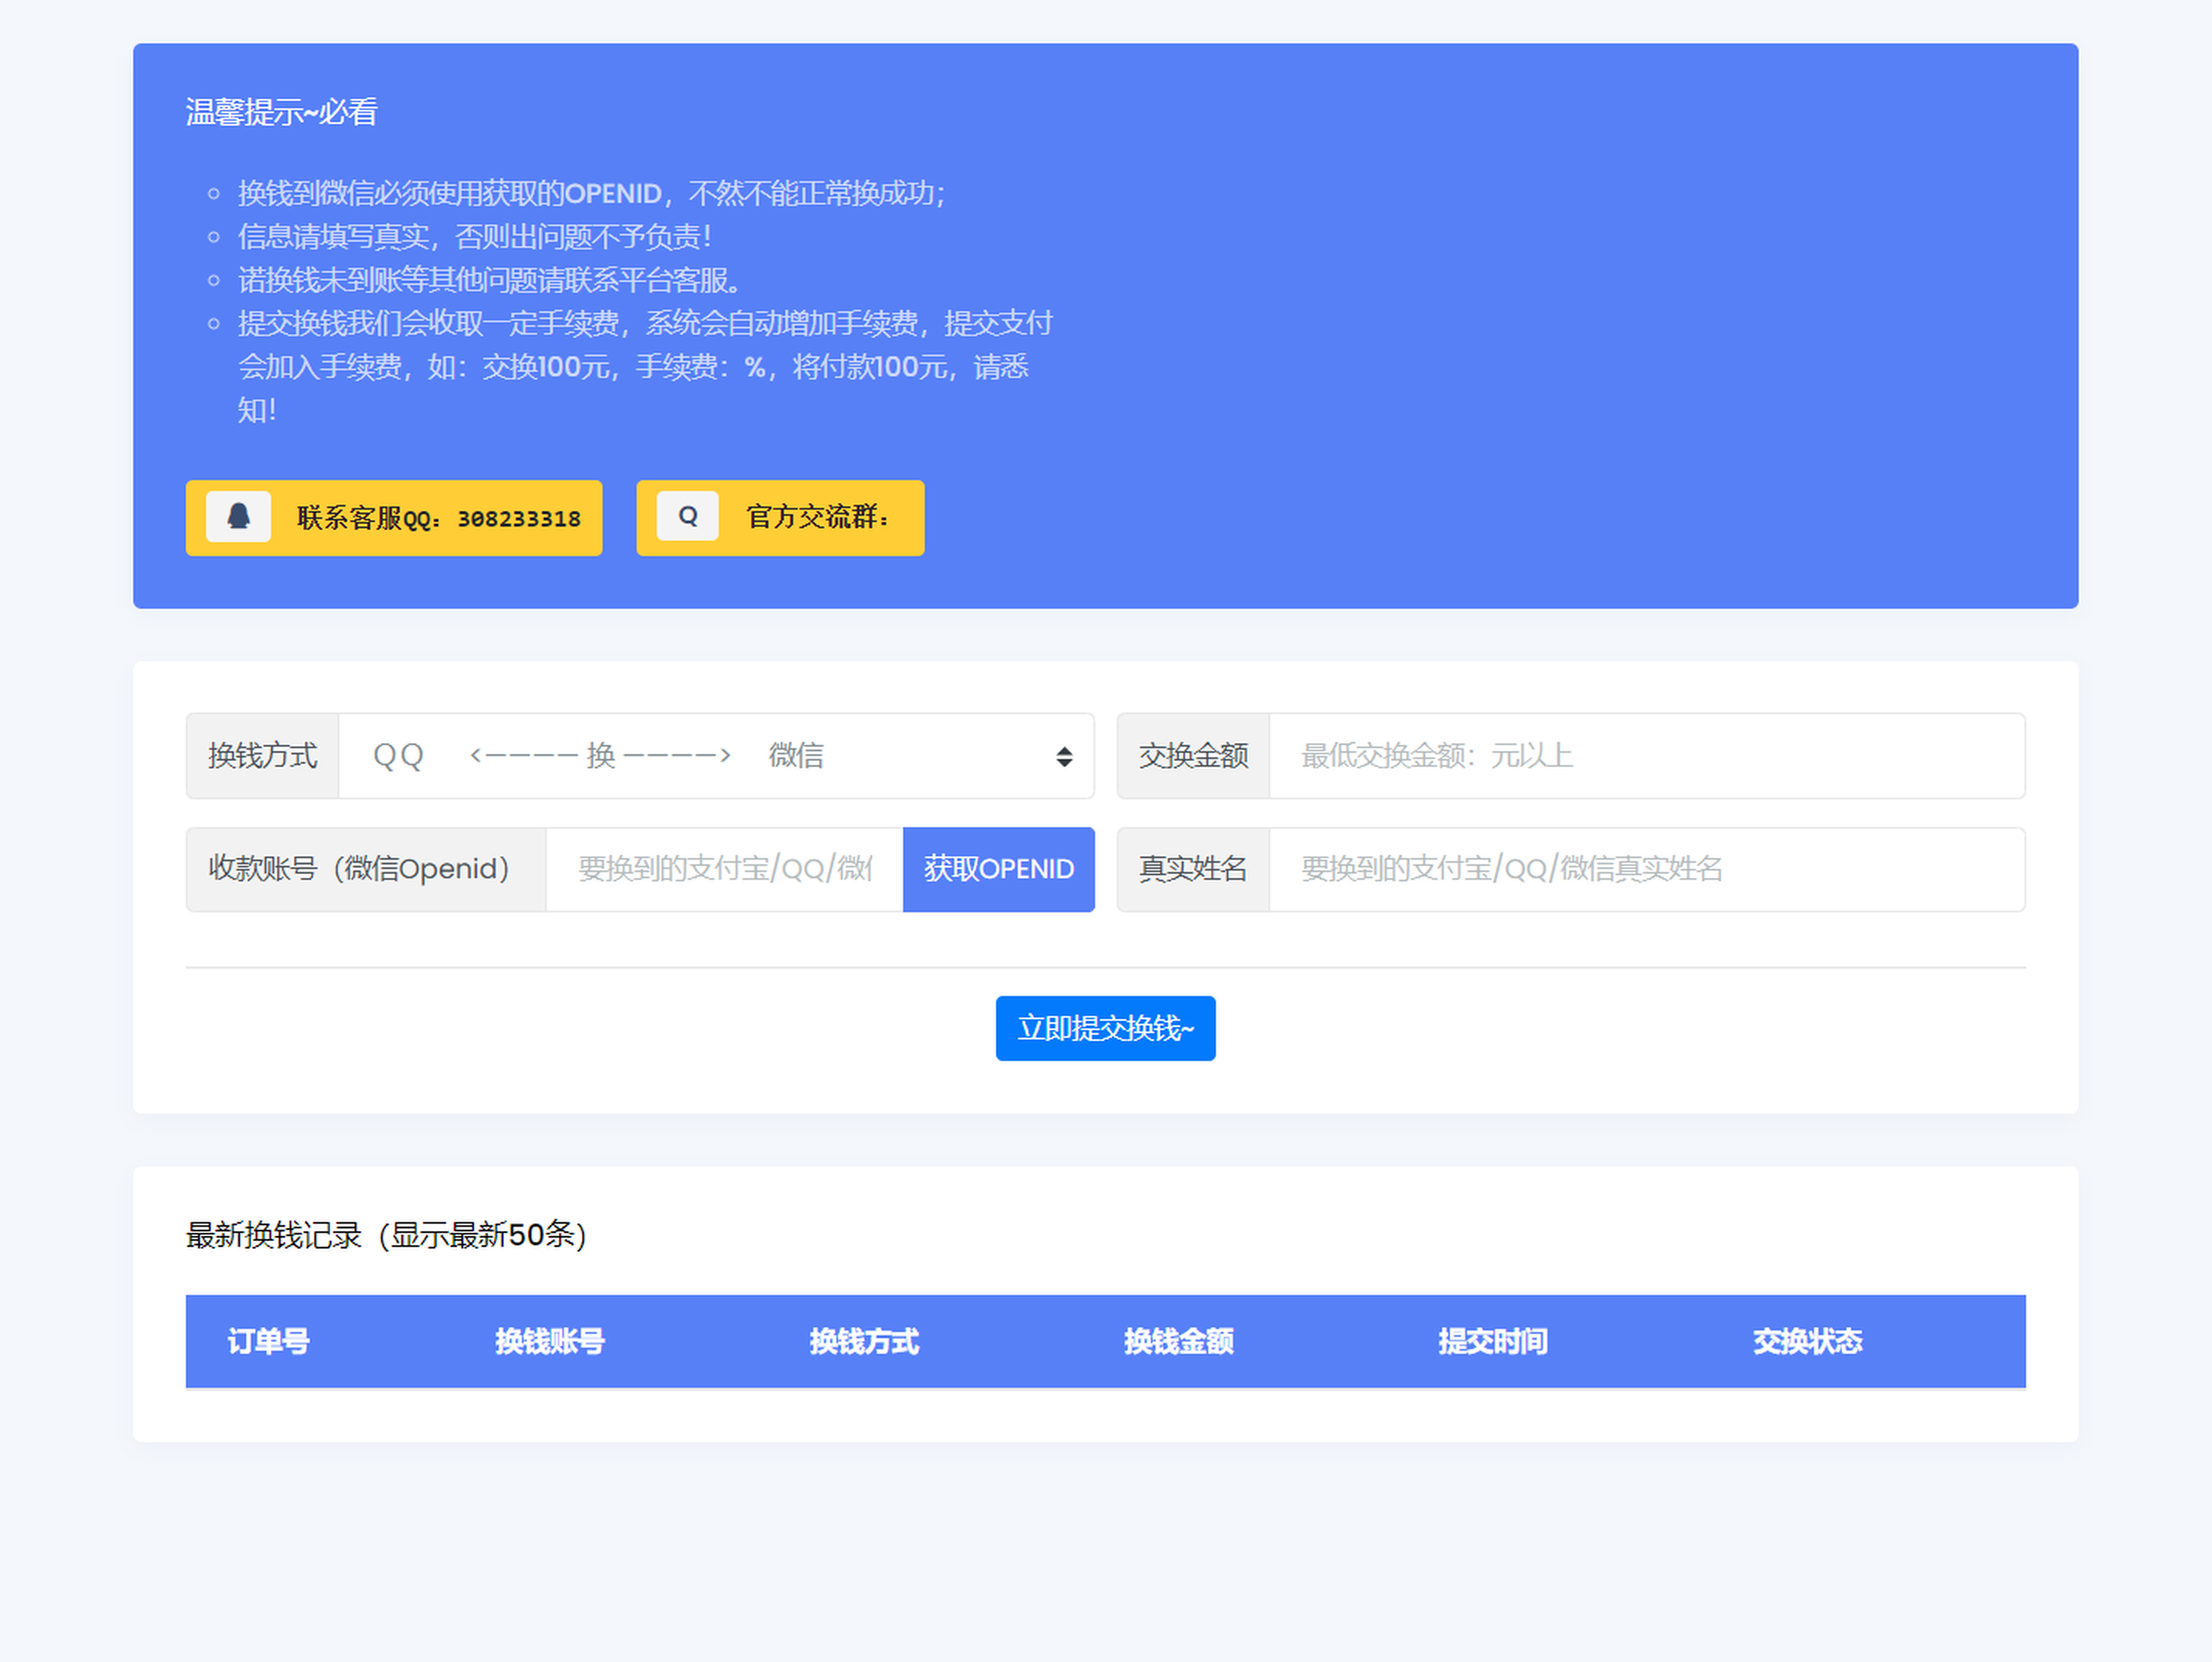 温馨提示~必看
换钱到微信必须使用获取的OPENID，不然不能正常换成功；
信息请填写真实，否则出问题不予负责！
诺换钱未到账等其他问题请联系平台客服。
提交换钱我们会收取一定手续费，系统会自动增加手续费，提交支付
会加入手续费，如：交换100元，手续费：%，将付款100元，请悉
知！
联系客服QQ：308233318
Q 官方交流群：
换钱方式 QQ <———— 换 ————> 微信
交换金额 最低交换金额：元以上
收款账号（微信Openid） 要换到的支付宝/QQ/微 获取OPENID
真实姓名 要换到的支付宝/QQ/微信真实姓名
立即提交换钱~
最新换钱记录（显示最新50条）
订单号 换钱账号 换钱方式 换钱金额 提交时间 交换状态